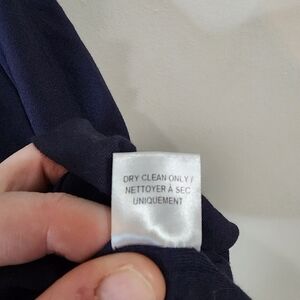 DRY CLEAN ONLY /
NETTOYER À SEC
UNIQUEMENT